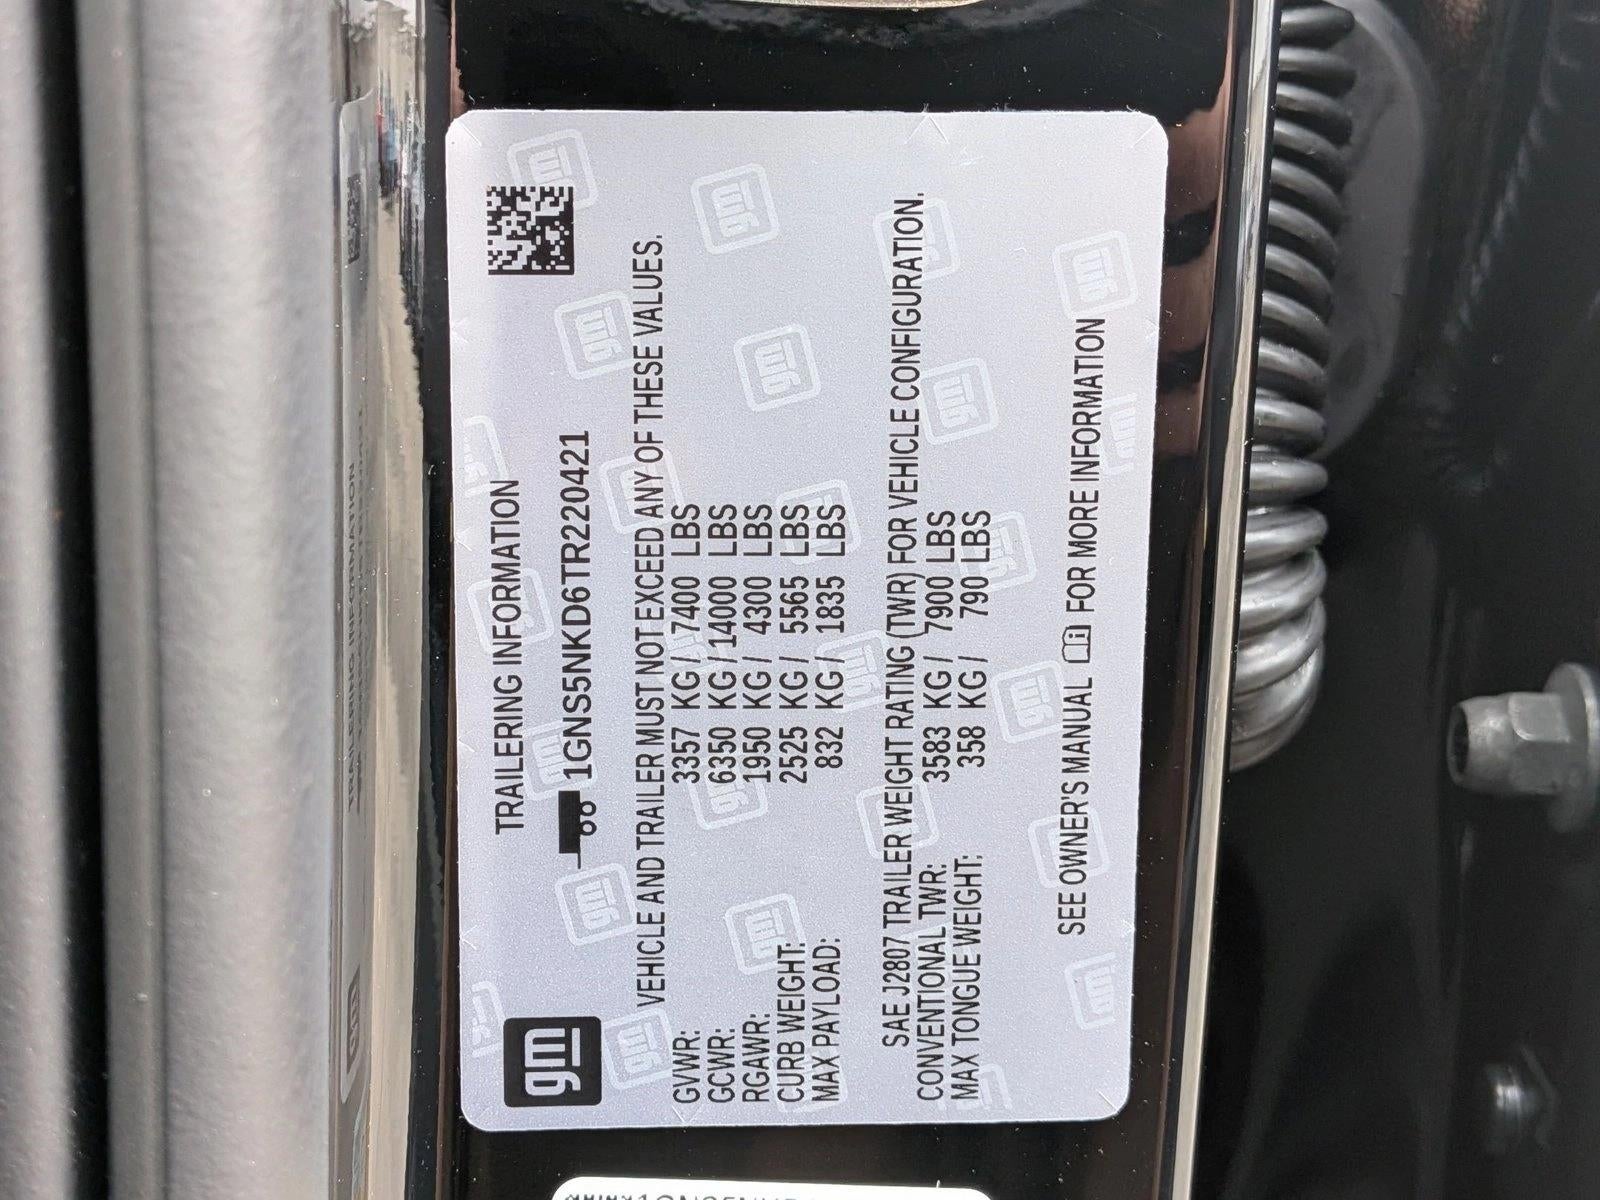 gm
TRAILERING INFORMATION
1GNS5NKD6TR220421
VEHICLE AND TRAILER MUST NOT EXCEED ANY OF THESE VALUES.
GVWR: 3357 KG / 7400 LBS
GCWR: 6350 KG / 14000 LBS
RGAWR: 1950 KG / 4300 LBS
CURB WEIGHT: 2525 KG / 5565 LBS
MAX PAYLOAD: 832 KG / 1835 LBS
SAE J2807 TRAILER WEIGHT RATING (TWR) FOR VEHICLE CONFIGURATION.
CONVENTIONAL TWR: 3583 KG / 7900 LBS
MAX TONGUE WEIGHT: 358 KG / 790 LBS
SEE OWNER'S MANUAL FOR MORE INFORMATION